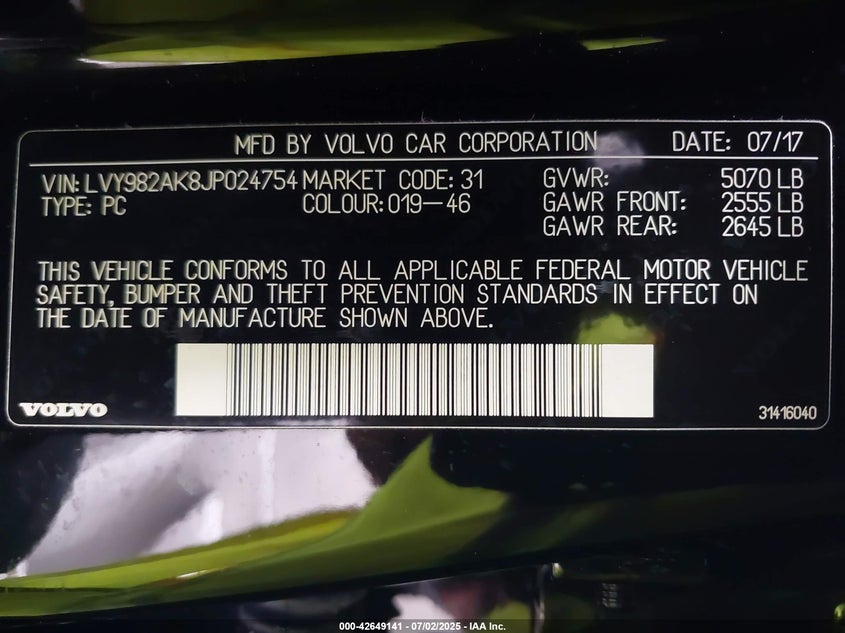 MFD BY VOLVO CAR CORPORATION DATE: 07/17
VIN: LVY982AK8JP024754 MARKET CODE: 31 GVWR: 5070 LB
TYPE: PC COLOUR: 019-46 GAWR FRONT: 2555 LB
GAWR REAR: 2645 LB
THIS VEHICLE CONFORMS TO ALL APPLICABLE FEDERAL MOTOR VEHICLE
SAFETY, BUMPER AND THEFT PREVENTION STANDARDS IN EFFECT ON
THE DATE OF MANUFACTURE SHOWN ABOVE.
VOLVO 31416040
000-42649141 - 07/02/2025 - IAA Inc.